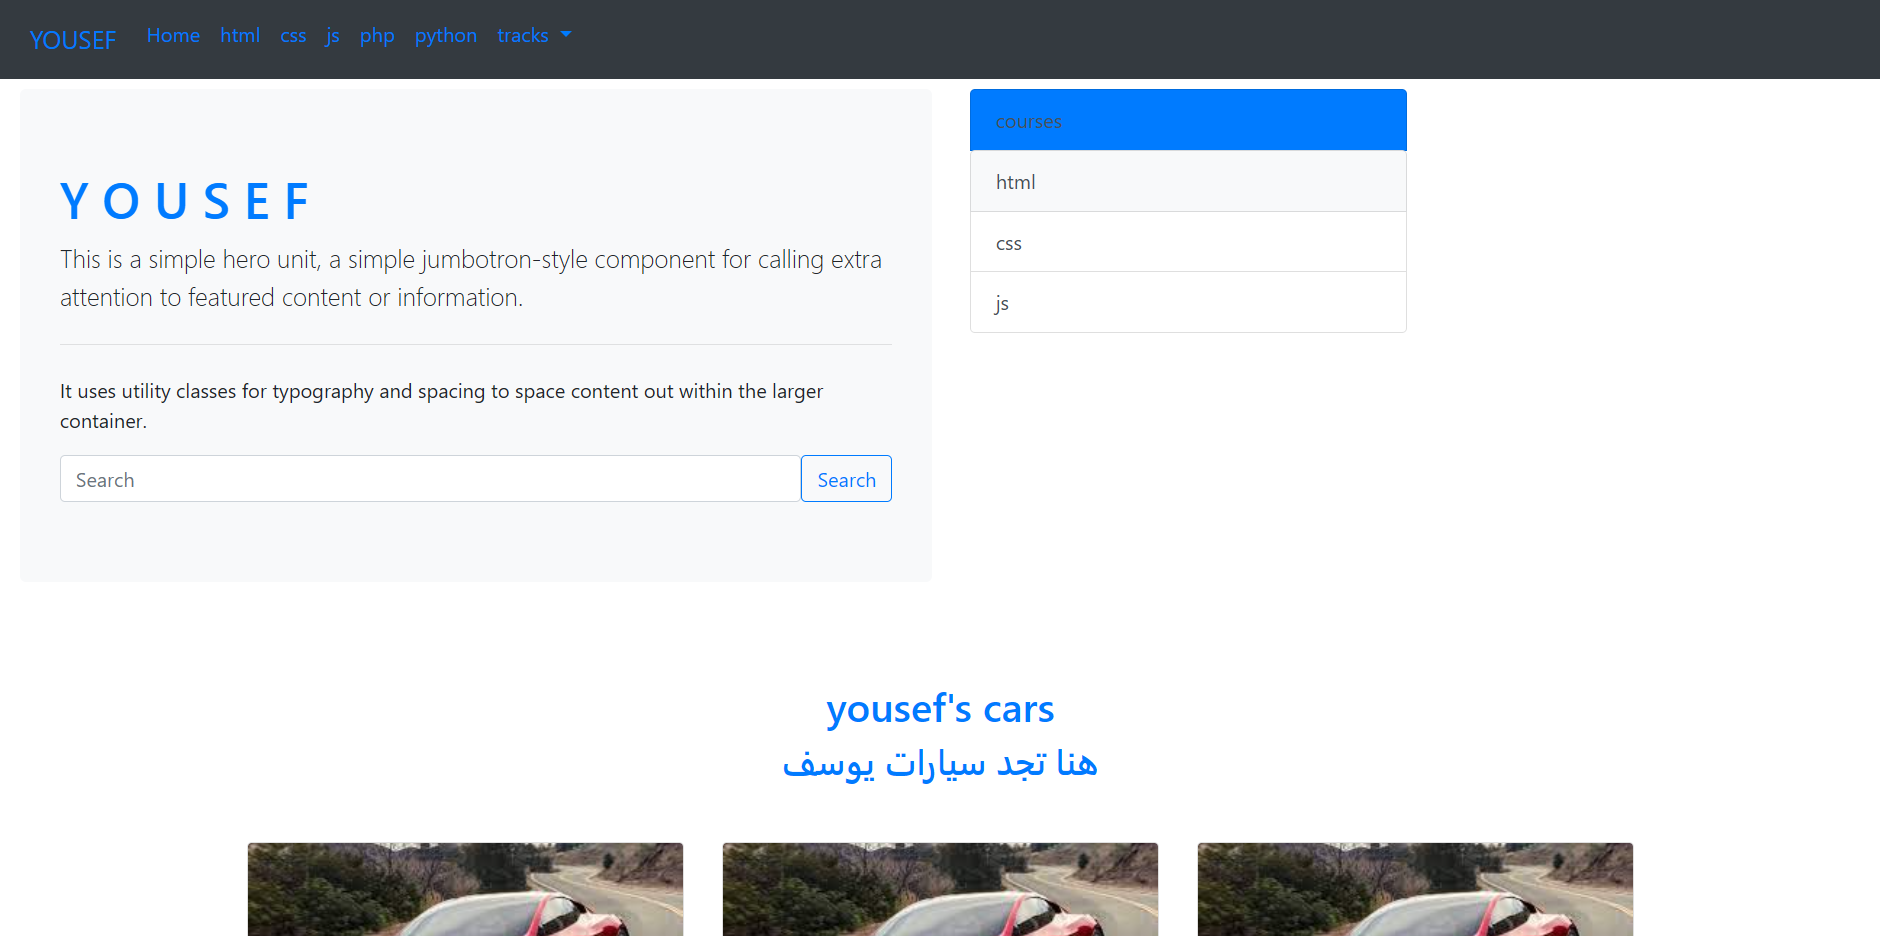 YOUSEF Home html css js php python tracks
Y O U S E F
This is a simple hero unit, a simple jumbotron-style component for calling extra
attention to featured content or information.
It uses utility classes for typography and spacing to space content out within the larger
container.
Search Search
courses
html
css
js
yousef's cars
هنا تجد سيارات يوسف